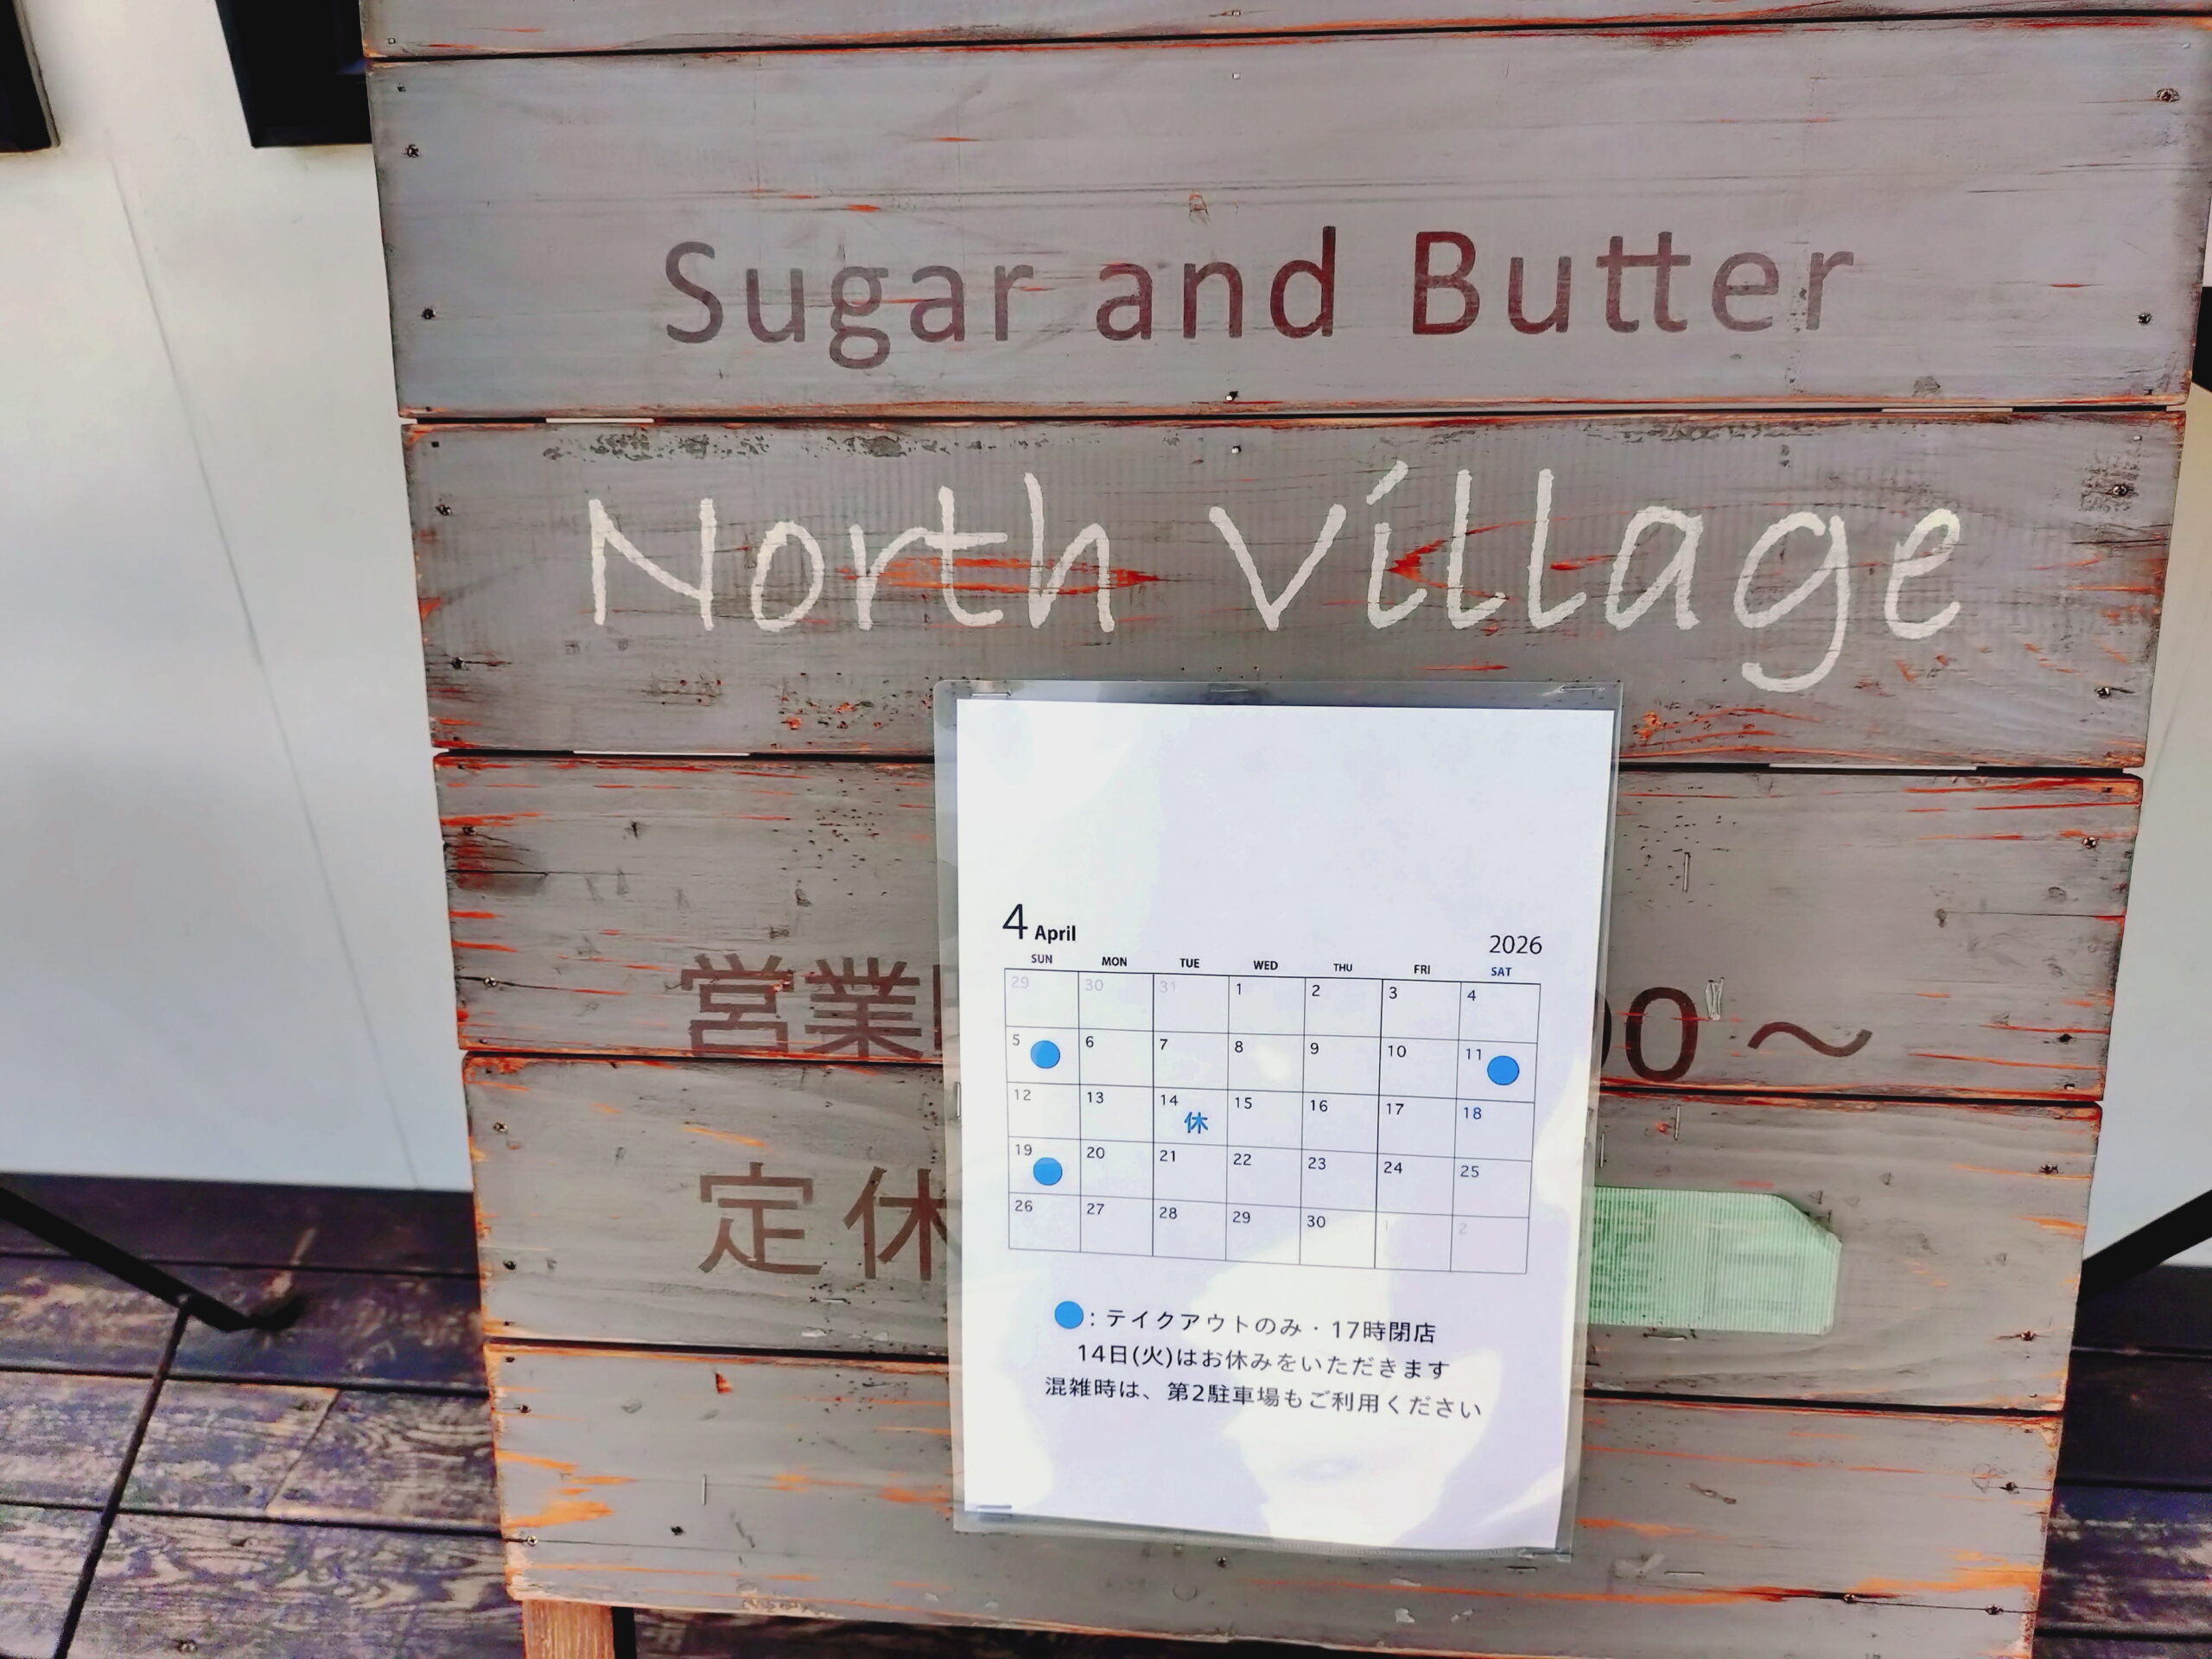 Sugar and Butter
North Village
営業
00～
定休
4 April 2026
SUN MON TUE WED THU FRI SAT
29 30 31 1 2 3 4
5 6 7 8 9 10 11
12 13 14 休 15 16 17 18
19 20 21 22 23 24 25
26 27 28 29 30 1 2
：テイクアウトのみ・17時閉店
14日(火)はお休みをいただきます
混雑時は、第2駐車場もご利用ください